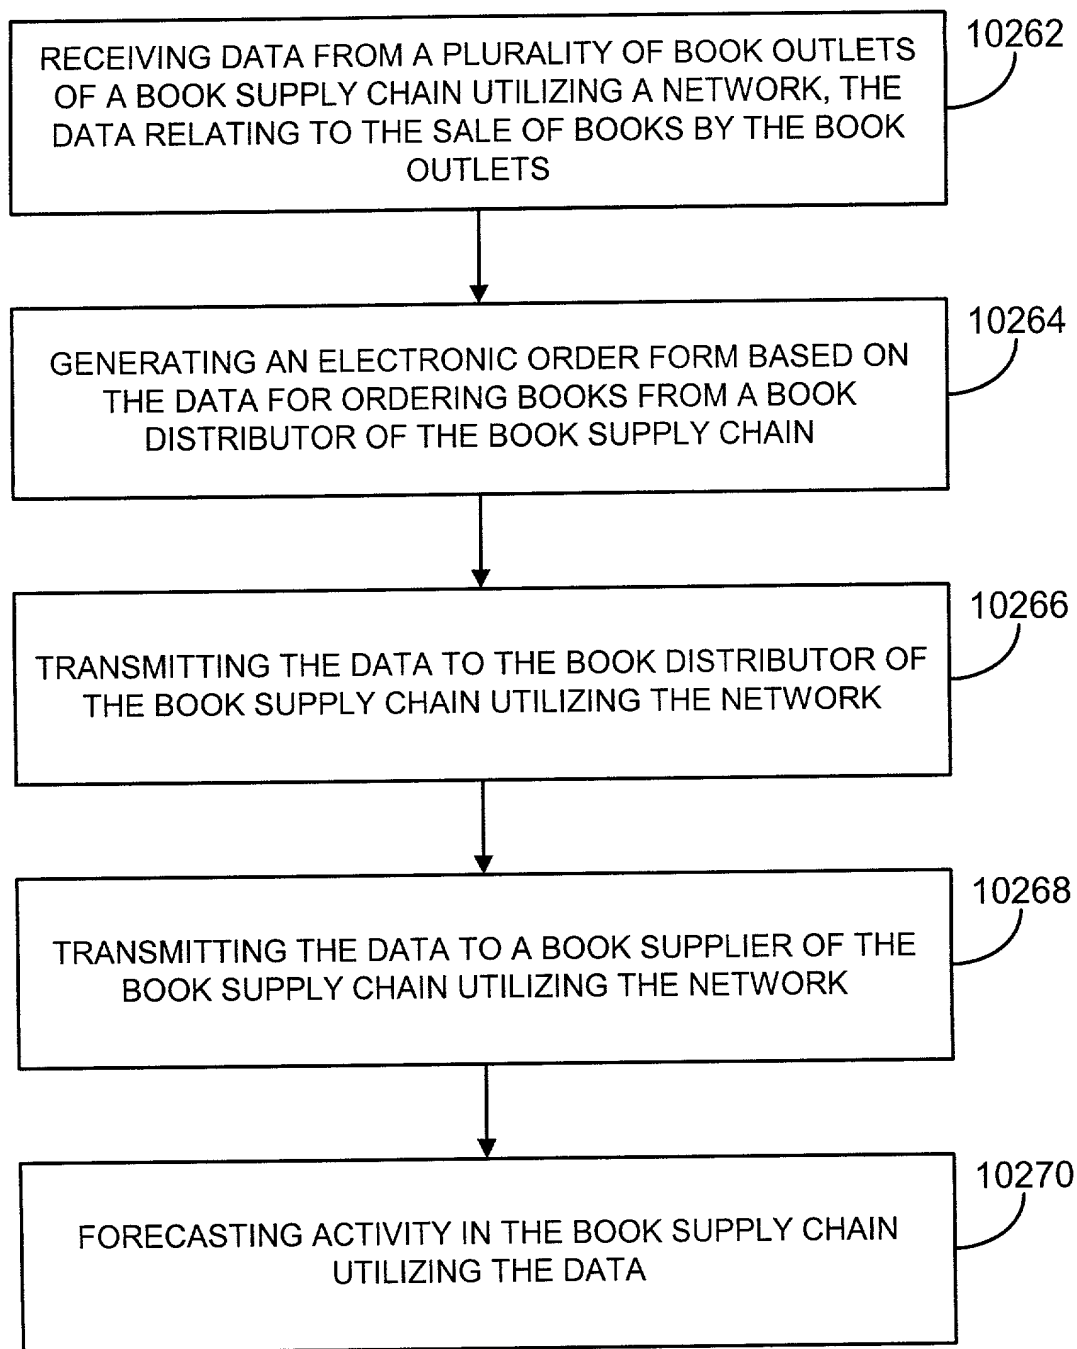 10262
RECEIVING DATA FROM A PLURALITY OF BOOK OUTLETS
OF A BOOK SUPPLY CHAIN UTILIZING A NETWORK, THE
DATA RELATING TO THE SALE OF BOOKS BY THE BOOK
OUTLETS
10264
GENERATING AN ELECTRONIC ORDER FORM BASED ON
THE DATA FOR ORDERING BOOKS FROM A BOOK
DISTRIBUTOR OF THE BOOK SUPPLY CHAIN
10266
TRANSMITTING THE DATA TO THE BOOK DISTRIBUTOR OF
THE BOOK SUPPLY CHAIN UTILIZING THE NETWORK
10268
TRANSMITTING THE DATA TO A BOOK SUPPLIER OF THE
BOOK SUPPLY CHAIN UTILIZING THE NETWORK
10270
FORECASTING ACTIVITY IN THE BOOK SUPPLY CHAIN
UTILIZING THE DATA